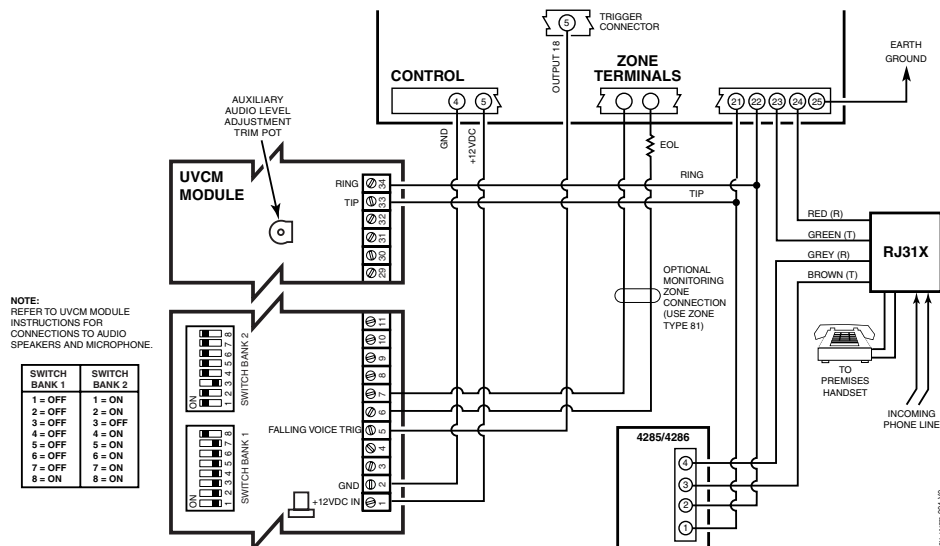 5
TRIGGER
CONNECTOR
OUTPUT 18
CONTROL
4
5
ZONE
TERMINALS
21
22
23
24
25
EARTH
GROUND
GND
+12VDC
EOL
AUXILIARY
AUDIO LEVEL
ADJUSTMENT
TRIM POT
UVCM
MODULE
RING
TIP
34
33
32
31
30
29
RING
TIP
RED (R)
GREEN (T)
GREY (R)
BROWN (T)
RJ31X
OPTIONAL
MONITORING
ZONE
CONNECTION
(USE ZONE
TYPE 81)
TO
PREMISES
HANDSET
INCOMING
PHONE LINE
NOTE:
REFER TO UVCM MODULE
INSTRUCTIONS FOR
CONNECTIONS TO AUDIO
SPEAKERS AND MICROPHONE.
SWITCH BANK 1
SWITCH BANK 2
1 = OFF 1 = ON
2 = OFF 2 = ON
3 = OFF 3 = OFF
4 = OFF 4 = ON
5 = OFF 5 = ON
6 = OFF 6 = ON
7 = OFF 7 = ON
8 = ON 8 = ON
ON
1 2 3 4 5 6 7 8
SWITCH BANK 2
ON
1 2 3 4 5 6 7 8
SWITCH BANK 1
11
10
9
8
7
6
5
4
3
2
1
FALLING VOICE TRIG
GND
+12VDC IN
4285/4286
4
3
2
1